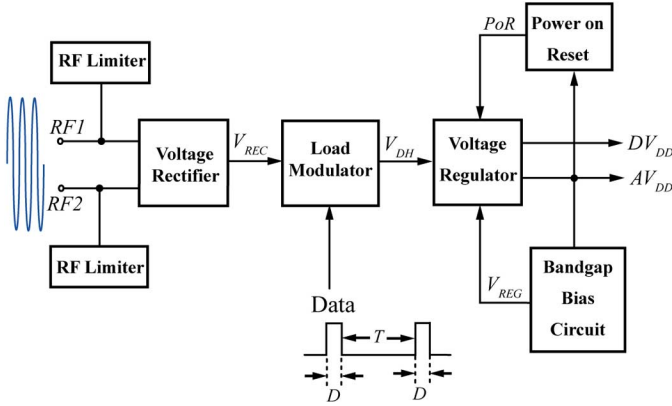 PoR
Power on
Reset
RF Limiter
RF1
RF2
Voltage
Rectifier
V_REC
Load
Modulator
V_DH
Voltage
Regulator
DV_DD
AV_DD
RF Limiter
V_REG
Bandgap
Bias
Circuit
Data
T
D
D